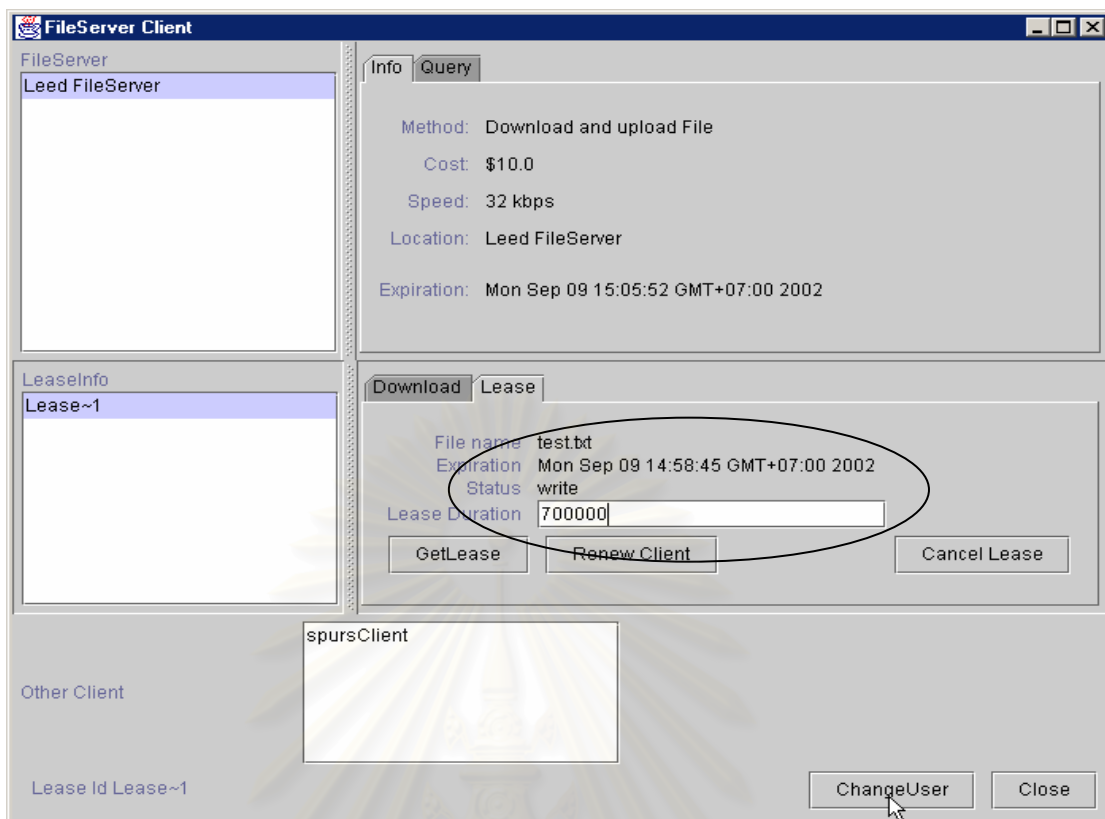 FileServer Client
FileServer
Leed FileServer
Info Query
Method: Download and upload File
Cost: $10.0
Speed: 32 kbps
Location: Leed FileServer
Expiration: Mon Sep 09 15:05:52 GMT+07:00 2002
LeaseInfo
Lease~1
Download Lease
File name test.txt
Expiration Mon Sep 09 14:58:45 GMT+07:00 2002
Status write
Lease Duration 700000
GetLease Renew Client Cancel Lease
Other Client
spursClient
Lease Id Lease~1
ChangeUser Close